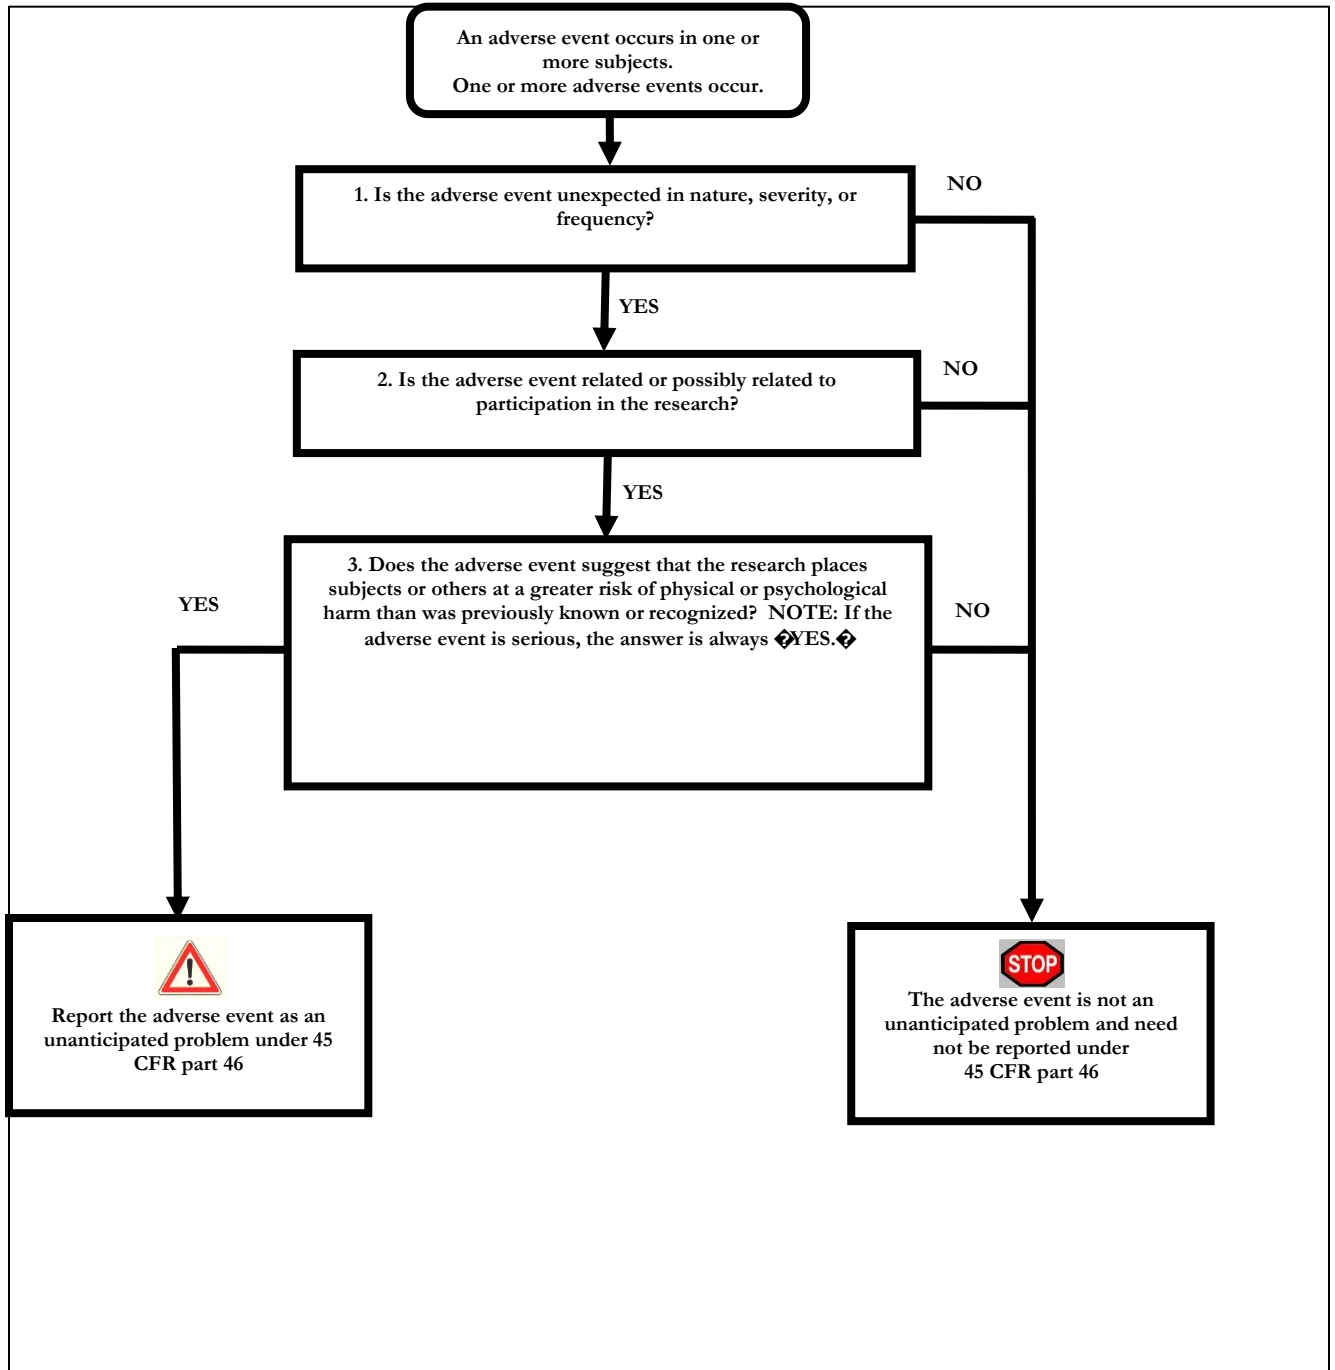 An adverse event occurs in one or
more subjects.
One or more adverse events occur.
1. Is the adverse event unexpected in nature, severity, or
frequency?
NO
YES
2. Is the adverse event related or possibly related to
participation in the research?
NO
YES
3. Does the adverse event suggest that the research places
subjects or others at a greater risk of physical or psychological
harm than was previously known or recognized?  NOTE: If the
adverse event is serious, the answer is always �YES.�
YES
NO
!
Report the adverse event as an
unanticipated problem under 45
CFR part 46
STOP
The adverse event is not an
unanticipated problem and need
not be reported under
45 CFR part 46